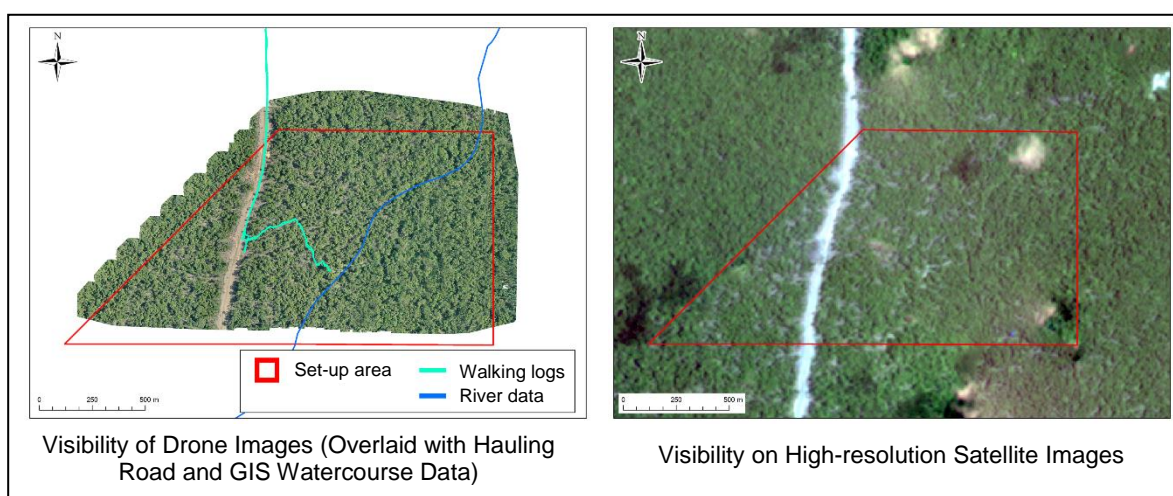 N
Set-up area
Walking logs
River data
0 250 500 m
N
0 250 500 m
Visibility of Drone Images (Overlaid with Hauling
Road and GIS Watercourse Data)
Visibility on High-resolution Satellite Images